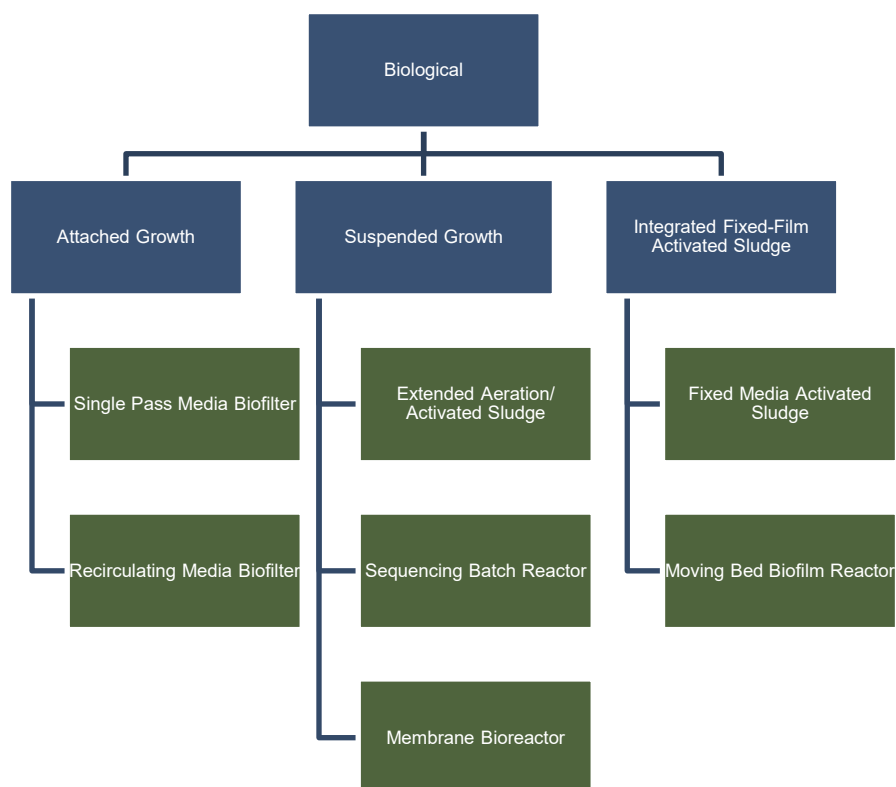 Biological
Attached Growth
Suspended Growth
Integrated Fixed-Film
Activated Sludge
Single Pass Media Biofilter
Extended Aeration/
Activated Sludge
Fixed Media Activated
Sludge
Recirculating Media Biofilter
Sequencing Batch Reactor
Moving Bed Biofilm Reactor
Membrane Bioreactor